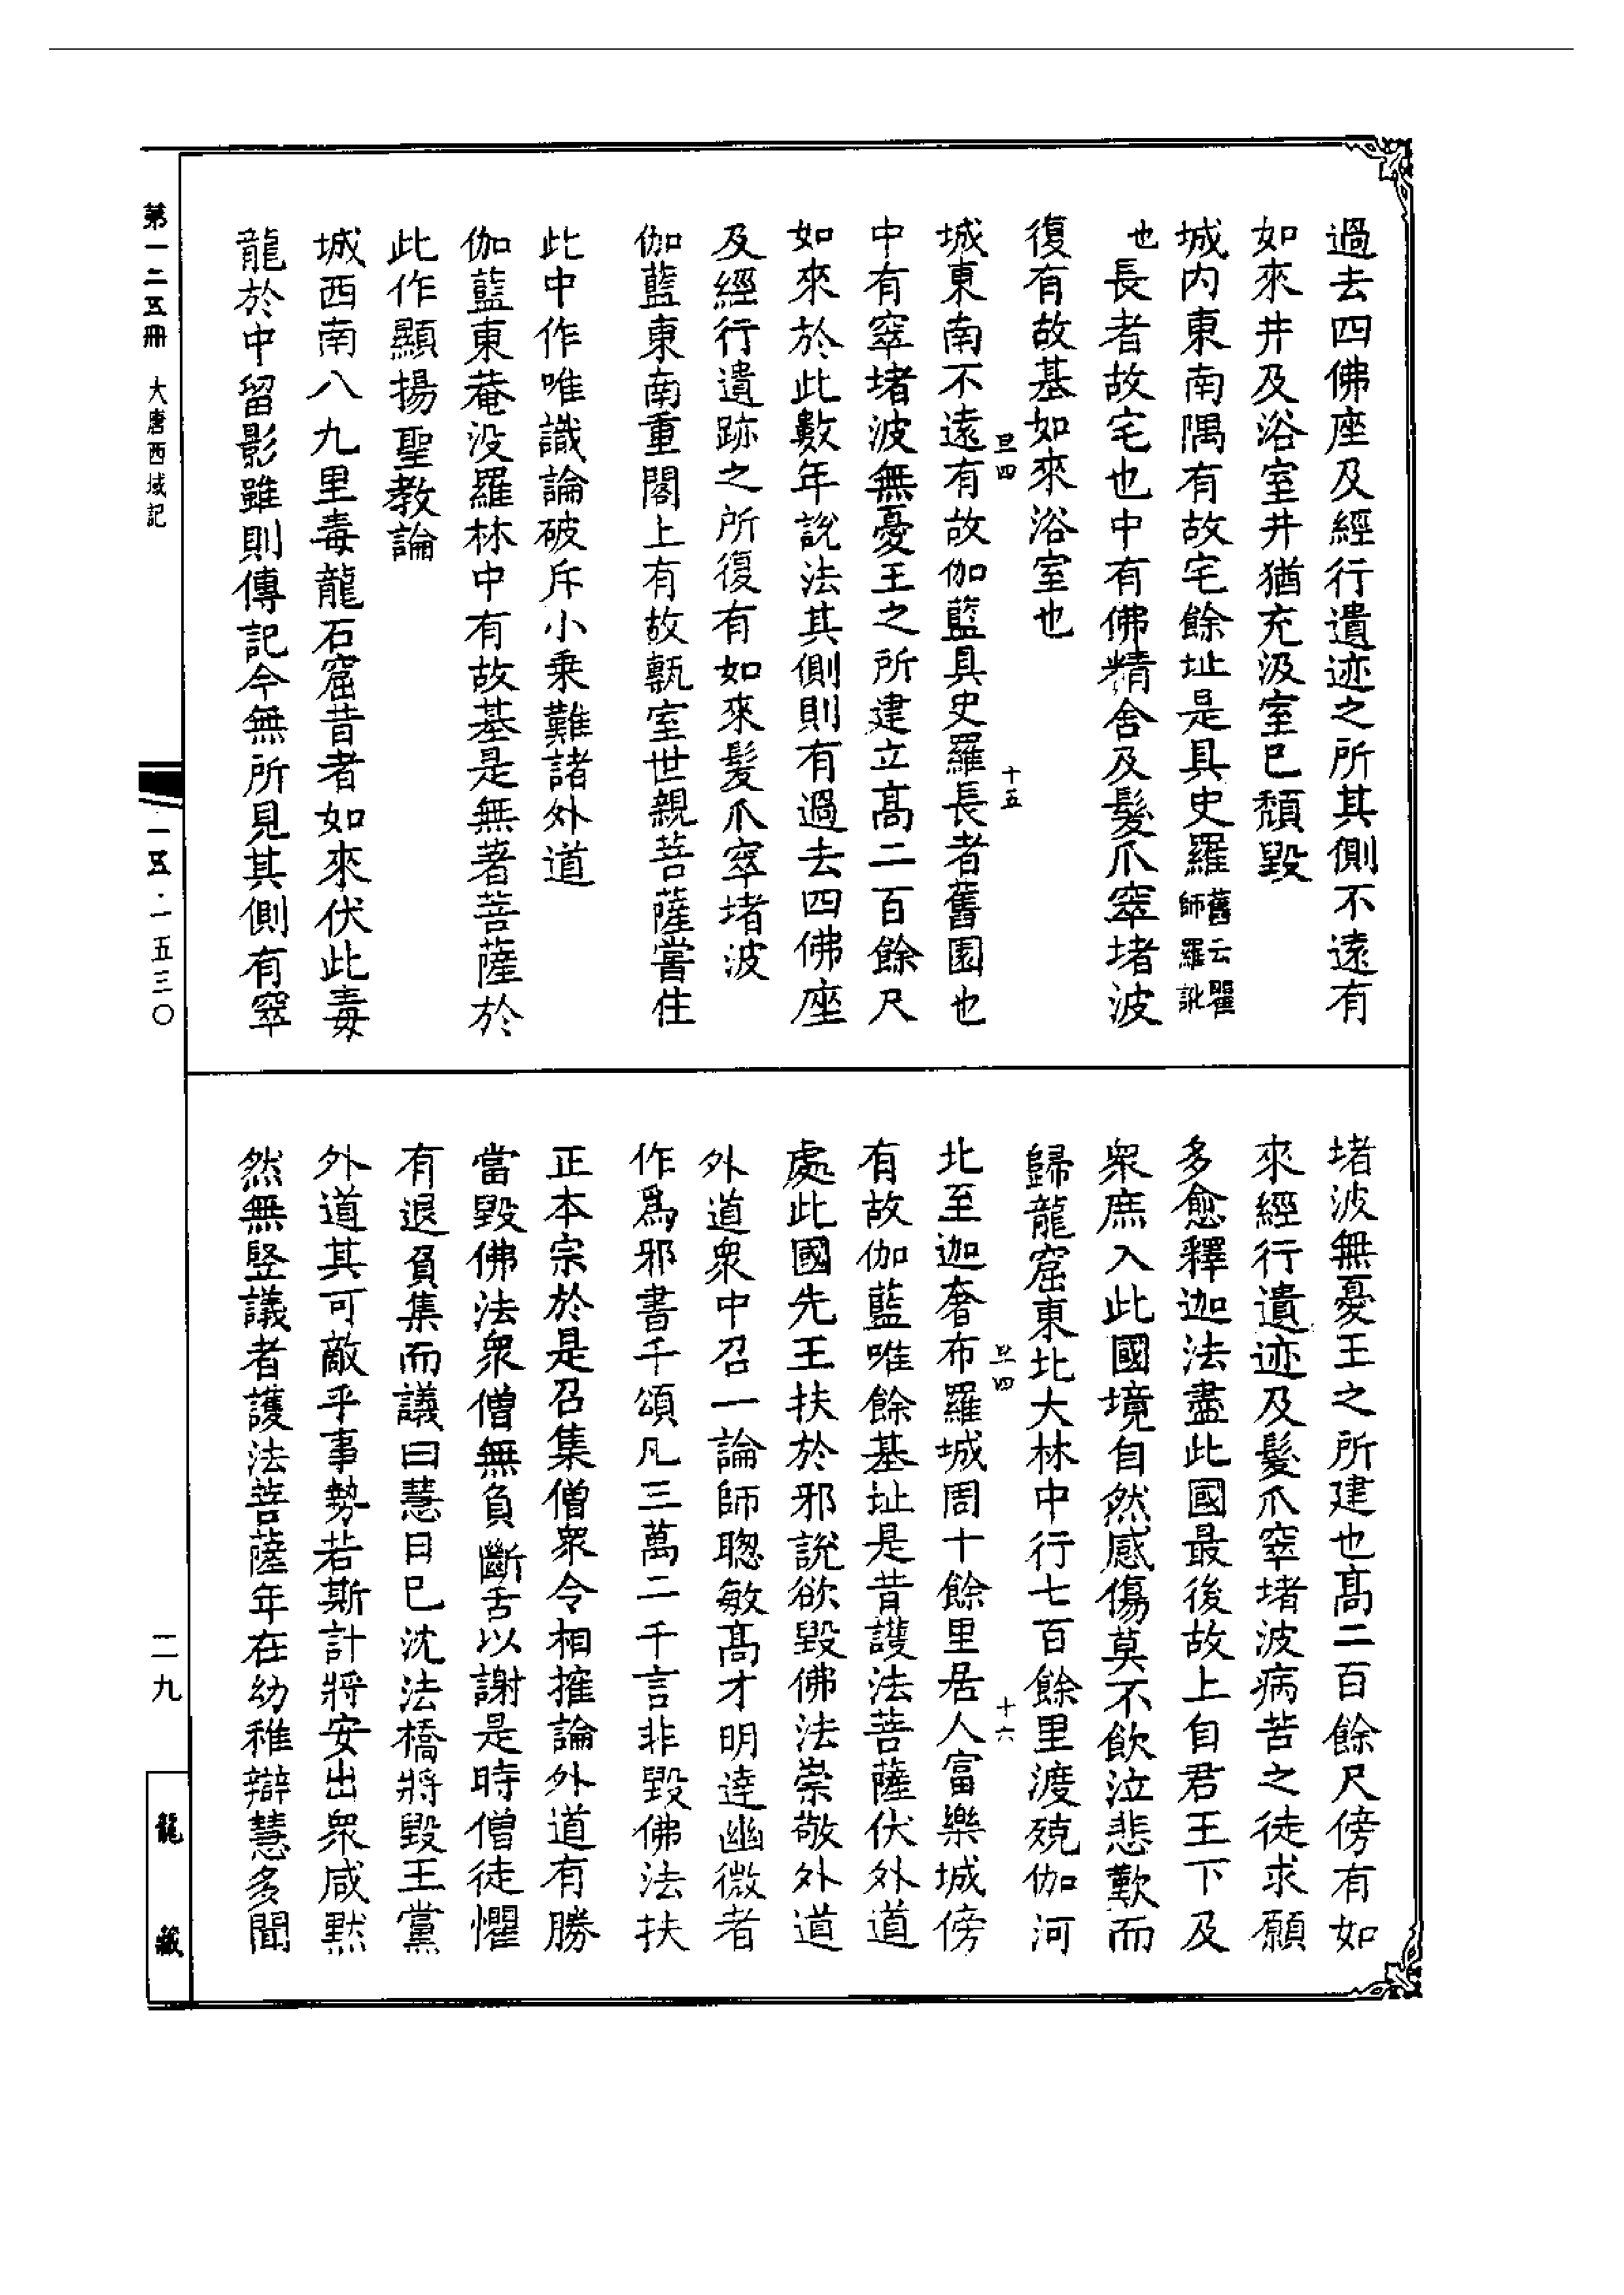 過去四佛座及經行遺迹之所其側不遠有
如來井及浴室井猶充汲室已頹毀
城内東南隅有故宅餘址是具史羅舊云瞿師羅訛
也長者故宅也中有佛精舍及髮爪窣堵波
復有故基如來浴室也
旦四 十五
城東南不遠有故伽藍具史羅長者舊園也
中有窣堵波無憂王之所建立高二百餘尺
如來於此數年說法其側則有過去四佛座
及經行遺跡之所復有如來髮爪窣堵波
伽藍東南重閣上有故甎室世親菩薩嘗住
此中作唯識論破斥小乘難諸外道
伽藍東菴没羅林中有故基是無著菩薩於
此作顯揚聖教論
城西南八九里毒龍石窟昔者如來伏此毒
龍於中留影雖則傳記今無所見其側有窣
堵波無憂王之所建也高二百餘尺傍有如
來經行遺迹及髮爪窣堵波病苦之徒求願
多愈釋迦法盡此國最後故上自君王下及
衆庶入此國境自然感傷莫不飲泣悲歎而
歸龍窟東北大林中行七百餘里渡殑伽河
旦四 十六
北至迦奢布羅城周十餘里居人富樂城傍
有故伽藍唯餘基址是昔護法菩薩伏外道
處此國先王扶於邪說欲毀佛法崇敬外道
外道衆中召一論師聰敏高才明達幽微者
作爲邪書千頌凡三萬二千言非毀佛法扶
正本宗於是召集僧衆令相攉論外道有勝
當毀佛法衆僧無負斷舌以謝是時僧徒懼
有退負集而議曰慧日已沈法橋將毀王黨
外道其可敵乎事勢若斯計將安出衆咸默
然無竪議者護法菩薩年在幼稚辯慧多聞
第一二五冊 大唐西域記
一五·一五三〇
二九
龍藏